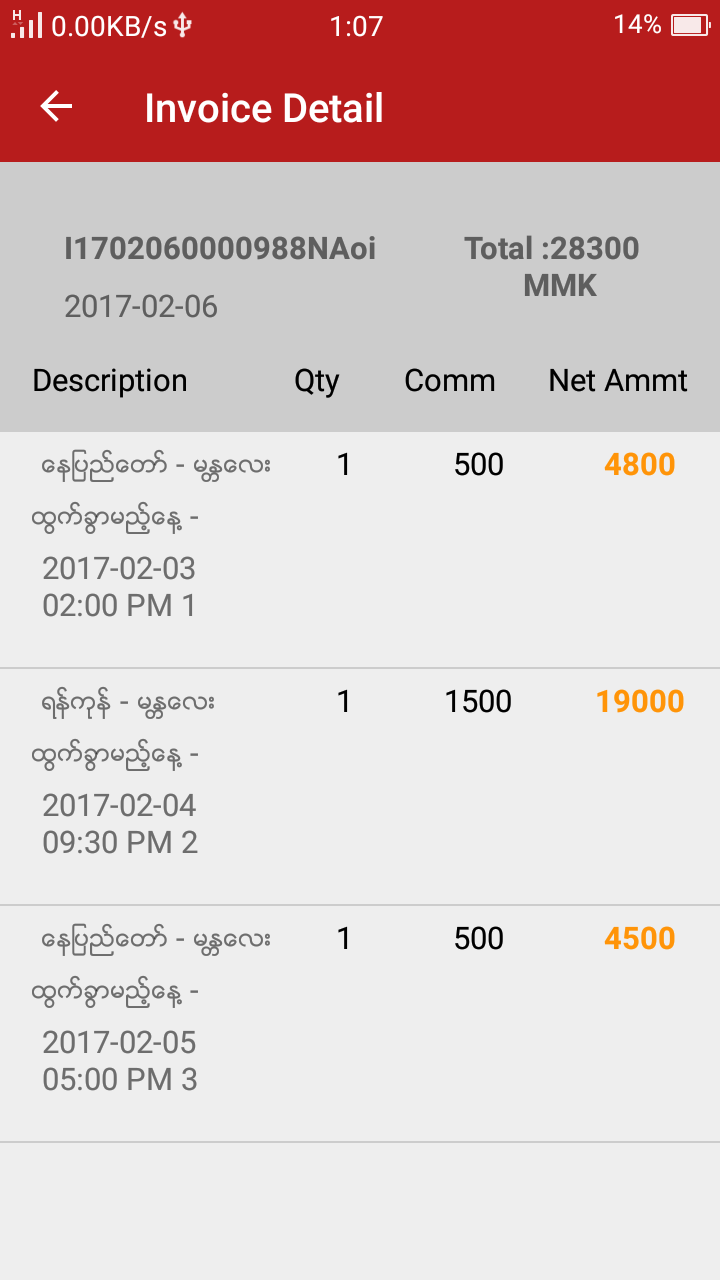 H
0.00KB/s 1:07 14%
Invoice Detail
I1702060000988NAoi Total :28300
MMK
2017-02-06
Description Qty Comm Net Ammt
နေပြည်တော် - မန္တလေး 1 500 4800
ထွက်ခွာမည့်နေ့ -
2017-02-03
02:00 PM 1
ရန်ကုန် - မန္တလေး 1 1500 19000
ထွက်ခွာမည့်နေ့ -
2017-02-04
09:30 PM 2
နေပြည်တော် - မန္တလေး 1 500 4500
ထွက်ခွာမည့်နေ့ -
2017-02-05
05:00 PM 3